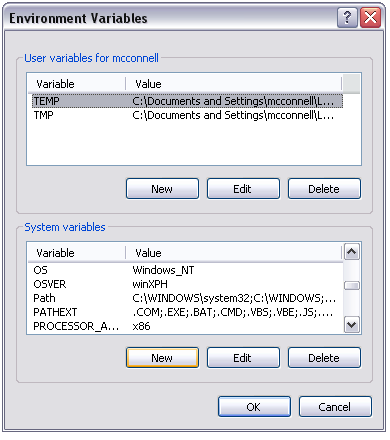 Environment Variables
User variables for mcconnell
Variable Value
TEMP C:\Documents and Settings\mcconnell\L...
TMP C:\Documents and Settings\mcconnell\L...
New Edit Delete
System variables
Variable Value
OS Windows_NT
OSVER winXPH
Path C:\WINDOWS\system32;C:\WINDOWS;...
PATHEXT .COM;.EXE;.BAT;.CMD;.VBS;.VBE;.JS;....
PROCESSOR_A... x86
New Edit Delete
OK Cancel